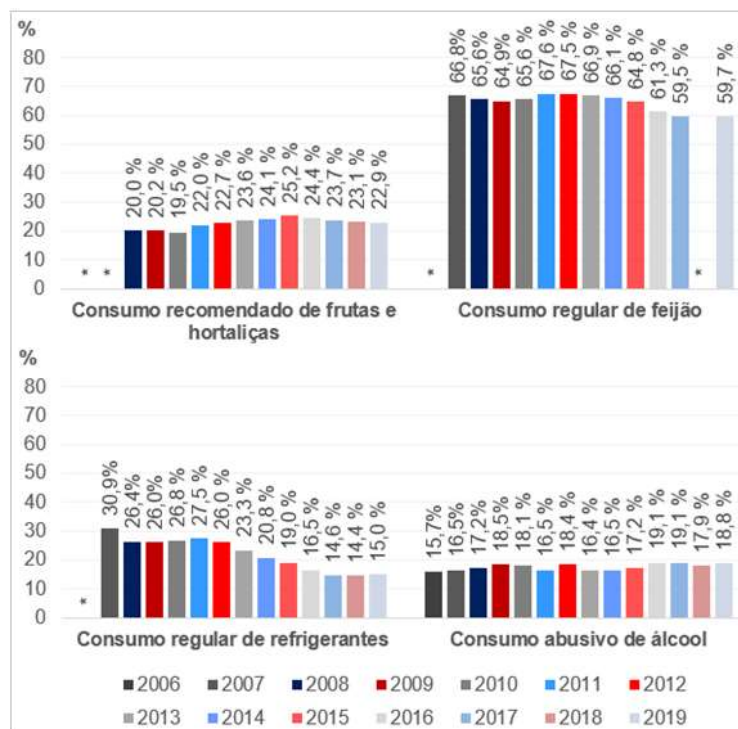 %
80
70
60
50
40
30
20
10
0
* * 20,0 % 20,2 % 19,5 % 22,0 % 22,7 % 23,6 % 24,1 % 25,2 % 24,4 % 23,7 % 23,1 % 22,9 %
* 66,8% 65,6% 64,9% 65,6 % 67,6 % 67,5 % 66,9 % 66,1 % 64,8 % 61,3 % 59,5 % * 59,7 %
Consumo recomendado de frutas e
hortaliças
Consumo regular de feijão
%
80
70
60
50
40
30
20
10
0
* 30,9% 26,4% 26,0% 26,8 % 27,5 % 26,0 % 23,3 % 20,8 % 19,0 % 16,5 % 14,6 % 14,4 % 15,0 %
15,7% 16,5% 17,2% 18,5% 18,1 % 16,5 % 18,4 % 16,4 % 16,5 % 17,2 % 19,1 % 19,1 % 17,9 % 18,8 %
Consumo regular de refrigerantes
Consumo abusivo de álcool
2006 2007 2008 2009 2010 2011 2012
2013 2014 2015 2016 2017 2018 2019